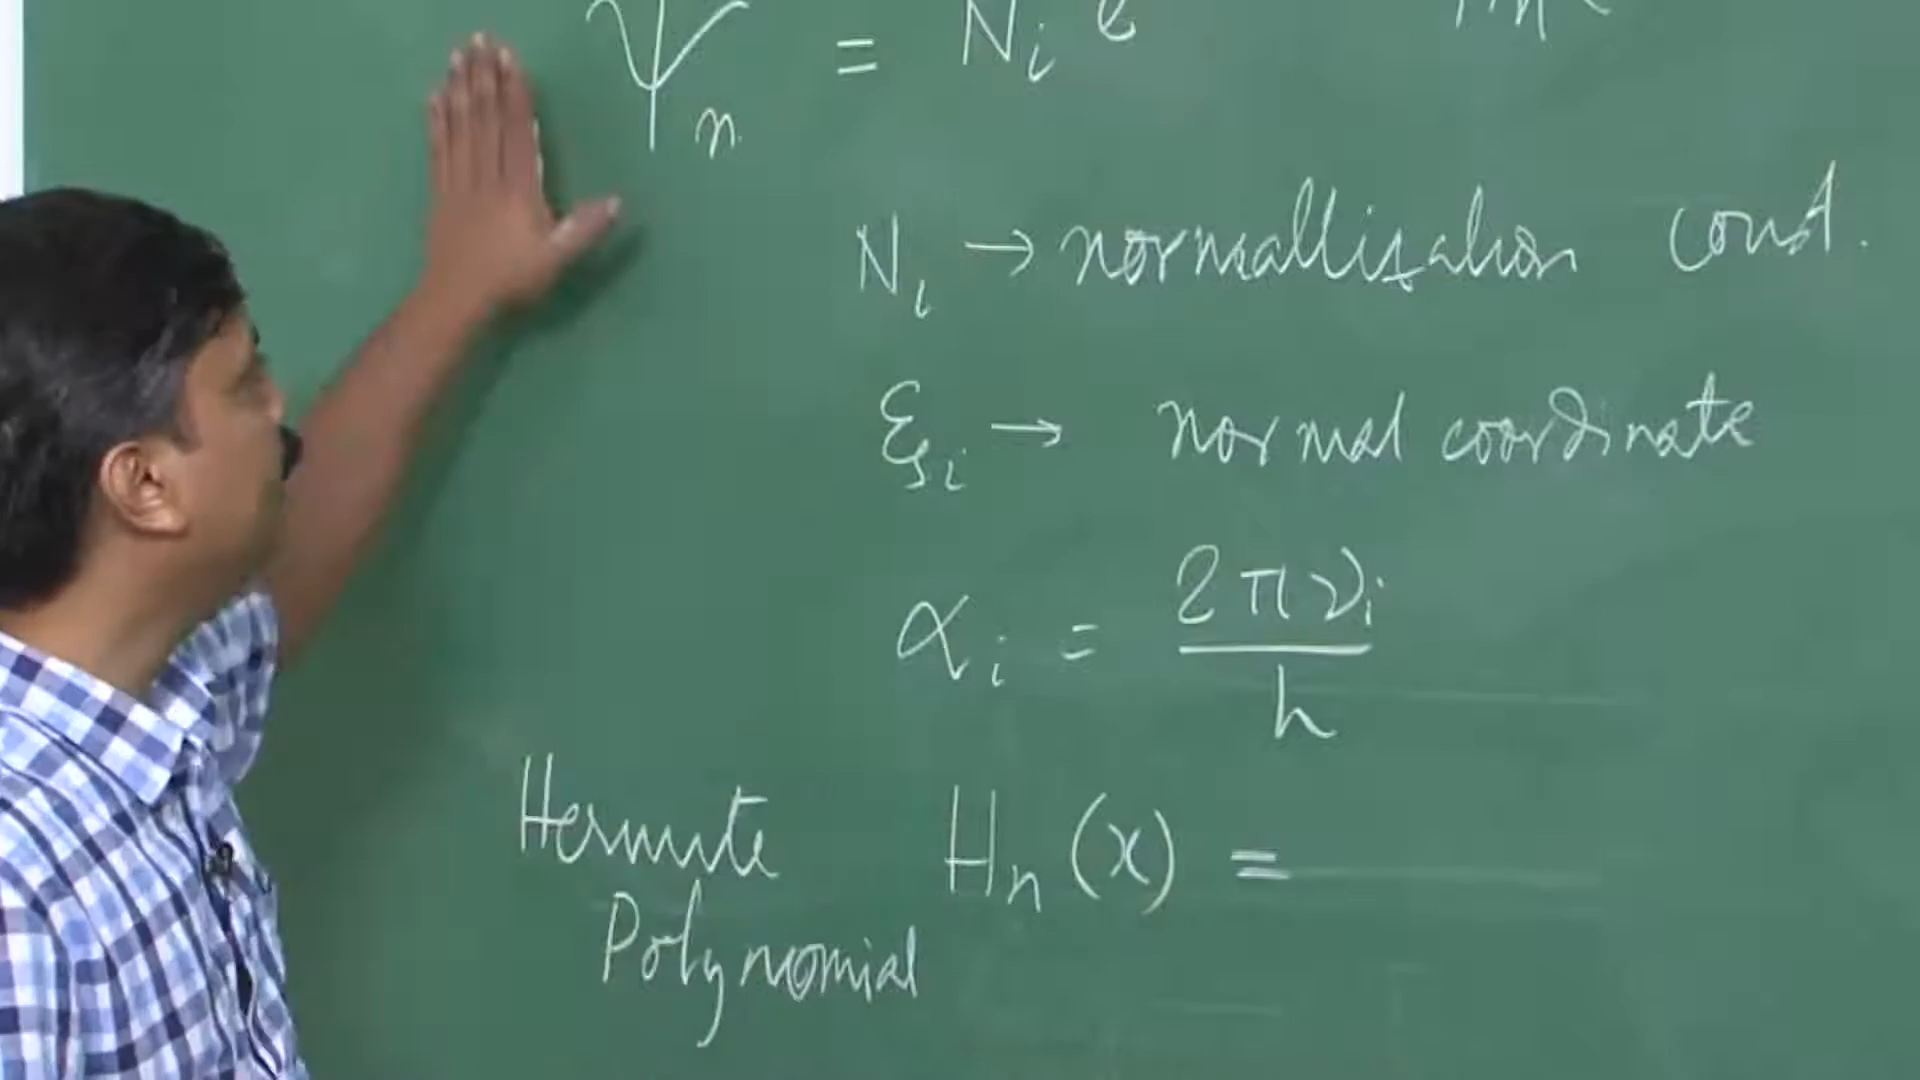 ψn = Ni e
Ni → normallisation const.
ξi → normal coordinate
αi = 2πνi / h
Hermite Hn(x) =
Polynomial